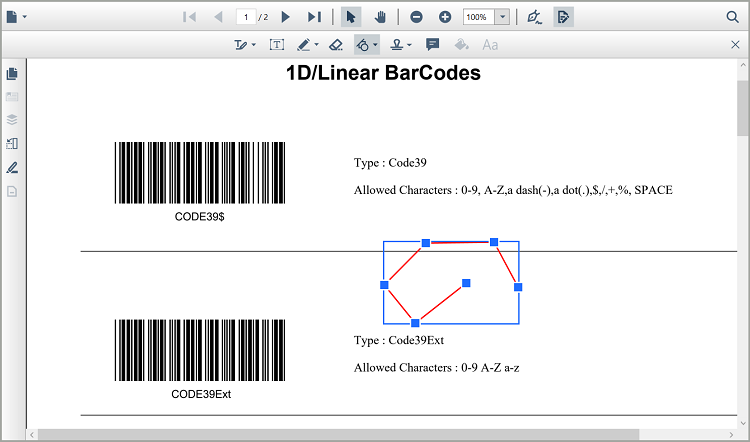 1 / 2
100%
T
Aa
1D/Linear BarCodes
Type : Code39
Allowed Characters : 0-9, A-Z,a dash(-),a dot(.),$,/,+,%, SPACE
CODE39$
Type : Code39Ext
Allowed Characters : 0-9 A-Z a-z
CODE39Ext